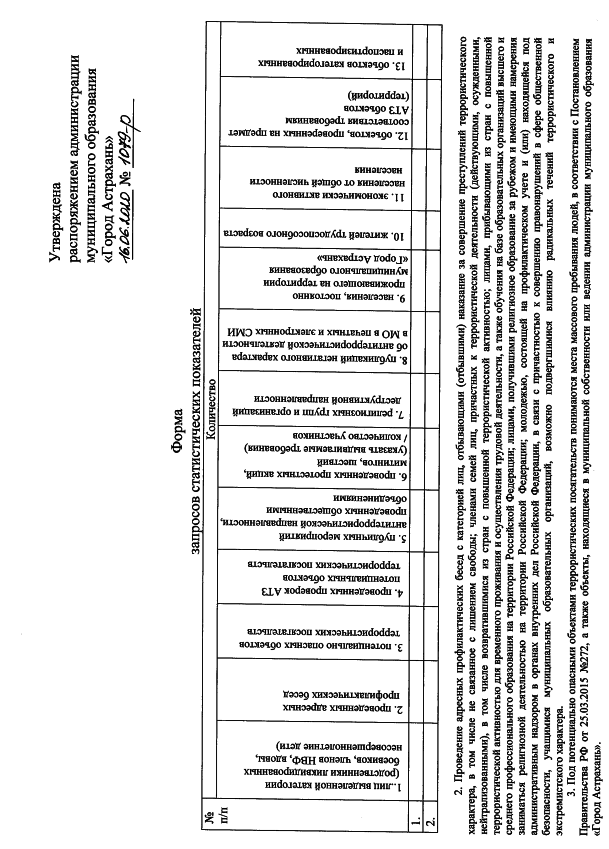 Утверждена
распоряжением администрации
муниципального образования
«Город Астрахань»
16.06.2020 № 1079-р
Форма
запросов статистических показателей
№
п/п
Количество
1..лиц выделенной категории
(родственники ликвидированных
боевиков, членов НВФ, вдовы,
несовершеннолетние дети)
2. проведенных адресных
профилактических бесед
3. потенциально опасных объектов
террористических посягательств
4. проведенных проверок АТЗ
потенциальных объектов
террористических посягательств
5. публичных мероприятий
антитеррористической направленности,
проведенных общественными
объединениями
6. проведенных протестных акций,
митингов, шествий
(указать выдвигаемые требования)
/ количество участников
7. религиозных групп и организаций
деструктивной направленности
8. публикаций негативного характера
об антитеррористической деятельности
в МО в печатных и электронных СМИ
9. населения, постоянно
проживающего на территории
муниципального образования
«Город Астрахань»
10. жителей трудоспособного возраста
11. экономически активного
населения от общей численности
населения
12. объектов, проверенных на предмет
соответствия требованиям
АТЗ объектов
(территорий)
13. объектов категорированных
и паспортизированных
1.
2.
2. Проведение адресных профилактических бесед с категорией лиц, отбывающими (отбывшими) наказание за совершение преступлений террористического
характера, в том числе не связанное с лишением свободы; членами семей лиц, причастных к террористической деятельности (действующими, осужденными,
нейтрализованными), в том числе возвратившимися из стран с повышенной террористической активностью; лицами, прибывающими из стран с повышенной
террористической активностью для временного проживания и осуществления трудовой деятельности, а также обучения на базе образовательных организаций высшего и
среднего профессионального образования на территории Российской Федерации; лицами, получившими религиозное образование за рубежом и имеющими намерения
заниматься религиозной деятельностью на территории Российской Федерации; молодежью, состоящей на профилактическом учете и (или) находящейся под
административным надзором в органах внутренних дел Российской Федерации, в связи с причастностью к совершению правонарушений в сфере общественной
безопасности, учащимися муниципальных образовательных организаций, возможно подвергшимися влиянию радикальных течений террористического и
экстремистского характера.
3. Под потенциально опасными объектами террористических посягательств понимаются места массового пребывания людей, в соответствии с Постановлением
Правительства РФ от 25.03.2015 №272, а также объекты, находящиеся в муниципальной собственности или ведении администрации муниципального образования
«Город Астрахань».